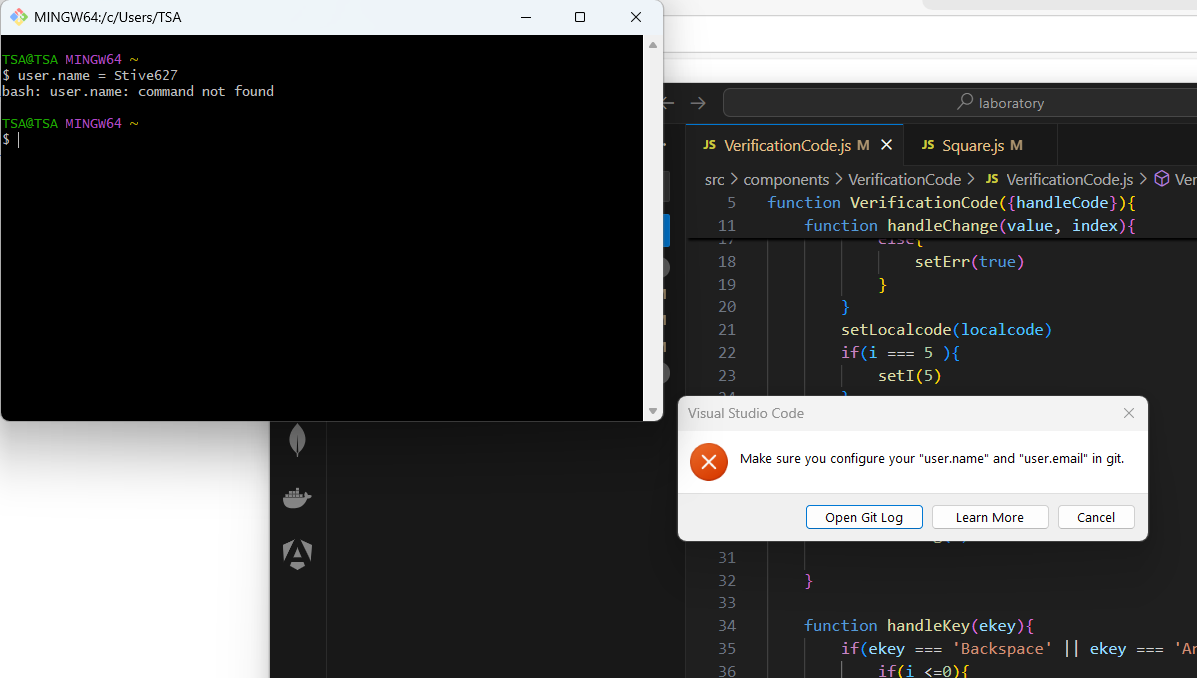 MINGW64:/c/Users/TSA
TSA@TSA MINGW64 ~
$ user.name = Stive627
bash: user.name: command not found
TSA@TSA MINGW64 ~
$
laboratory
JS VerificationCode.js M
JS Square.js M
src > components > VerificationCode > JS VerificationCode.js > Ver
5 function VerificationCode({handleCode}){
11 function handleChange(value, index){
17 else{
18 setErr(true)
19 }
20 }
21 setLocalcode(localcode)
22 if(i === 5 ){
23 setI(5)
24 }
Visual Studio Code
Make sure you configure your "user.name" and "user.email" in git.
Open Git Log
Learn More
Cancel
31
32 }
33
34 function handleKey(ekey){
35 if(ekey === 'Backspace' || ekey === 'Ar
36 if(i <=0){